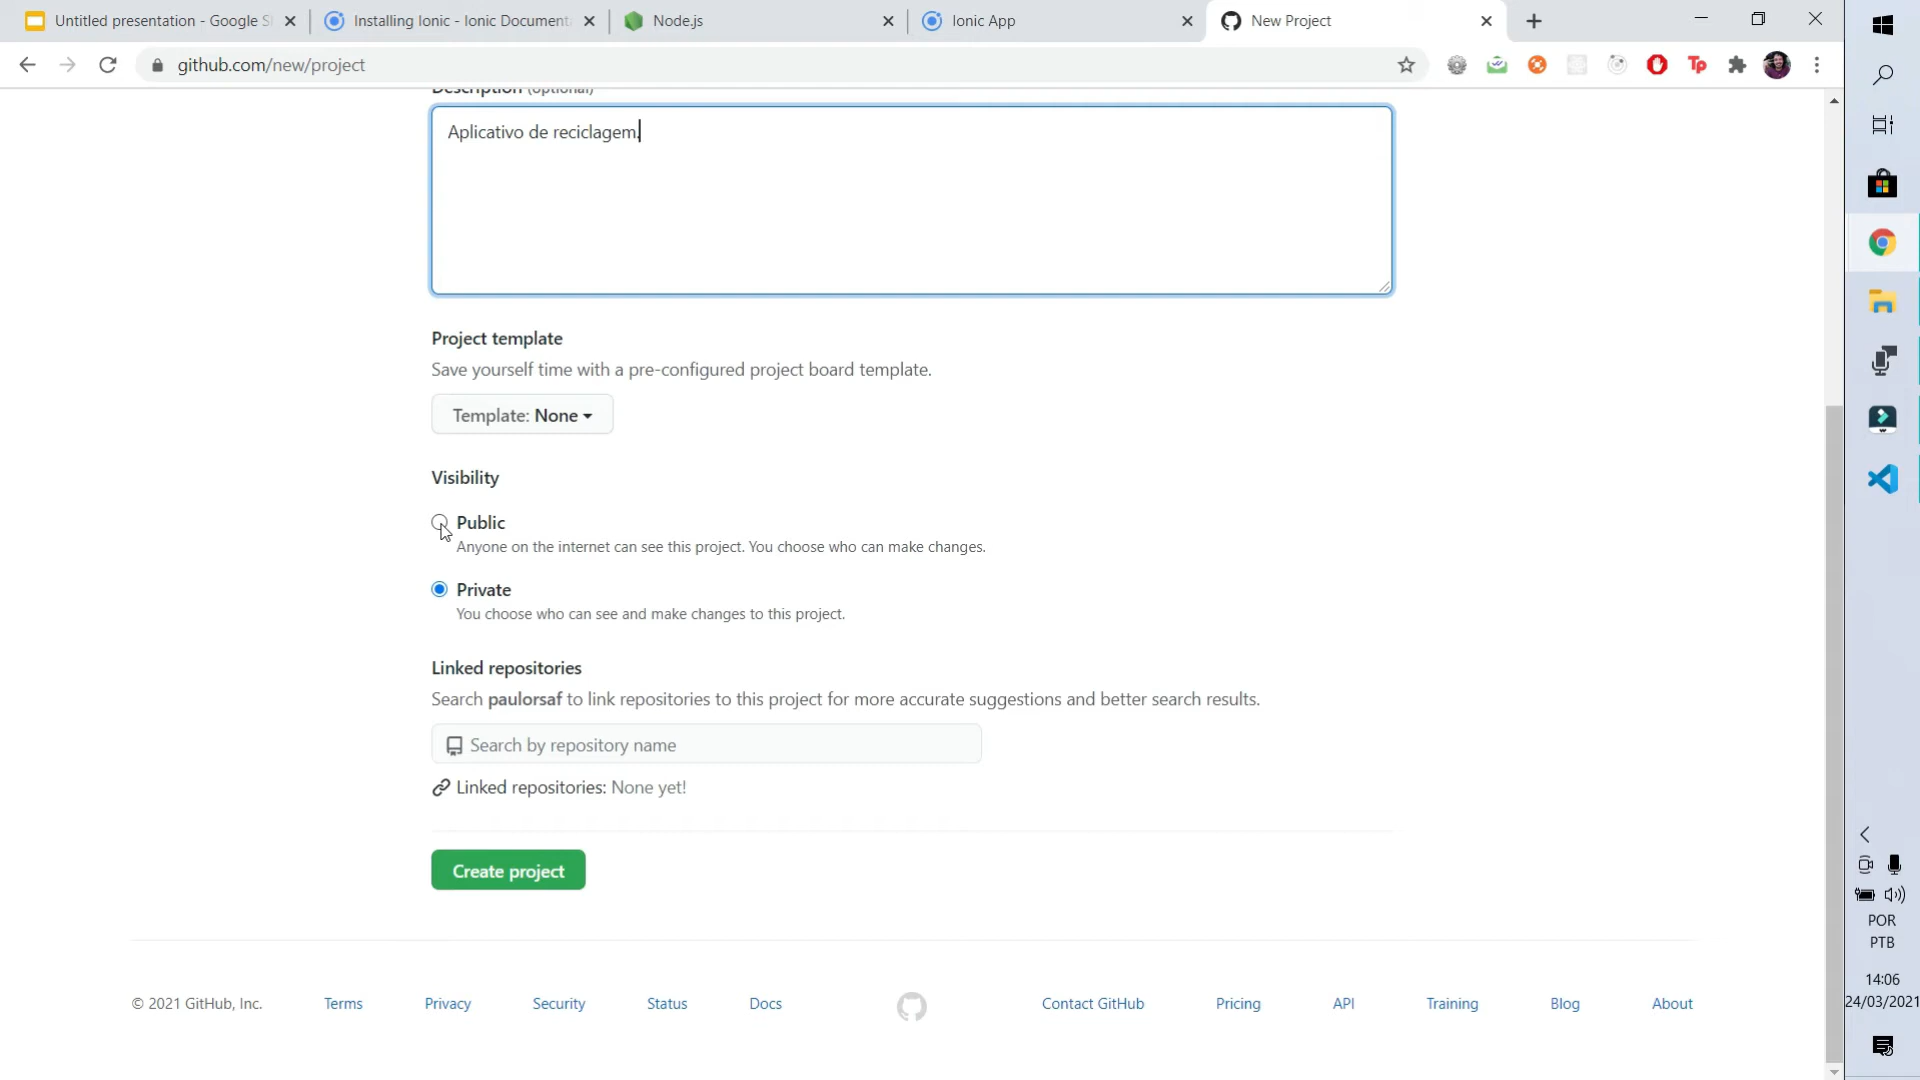 Untitled presentation - Google S
Installing Ionic - Ionic Document
Node.js
Ionic App
New Project
github.com/new/project
Tp
Description (optional)
Aplicativo de reciclagem.
Project template
Save yourself time with a pre-configured project board template.
Template: None
Visibility
Public
Anyone on the internet can see this project. You choose who can make changes.
Private
You choose who can see and make changes to this project.
Linked repositories
Search paulorsaf to link repositories to this project for more accurate suggestions and better search results.
Search by repository name
Linked repositories: None yet!
Create project
© 2021 GitHub, Inc.
Terms
Privacy
Security
Status
Docs
Contact GitHub
Pricing
API
Training
Blog
About
POR
PTB
14:06
24/03/2021